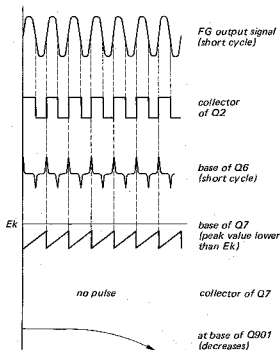 FG output signal
(short cycle)
collector
of Q2
base of Q6
(short cycle)
Ek
base of Q7
(peak value lower
than Ek)
no pulse
collector of Q7
at base of Q901
(decreases)